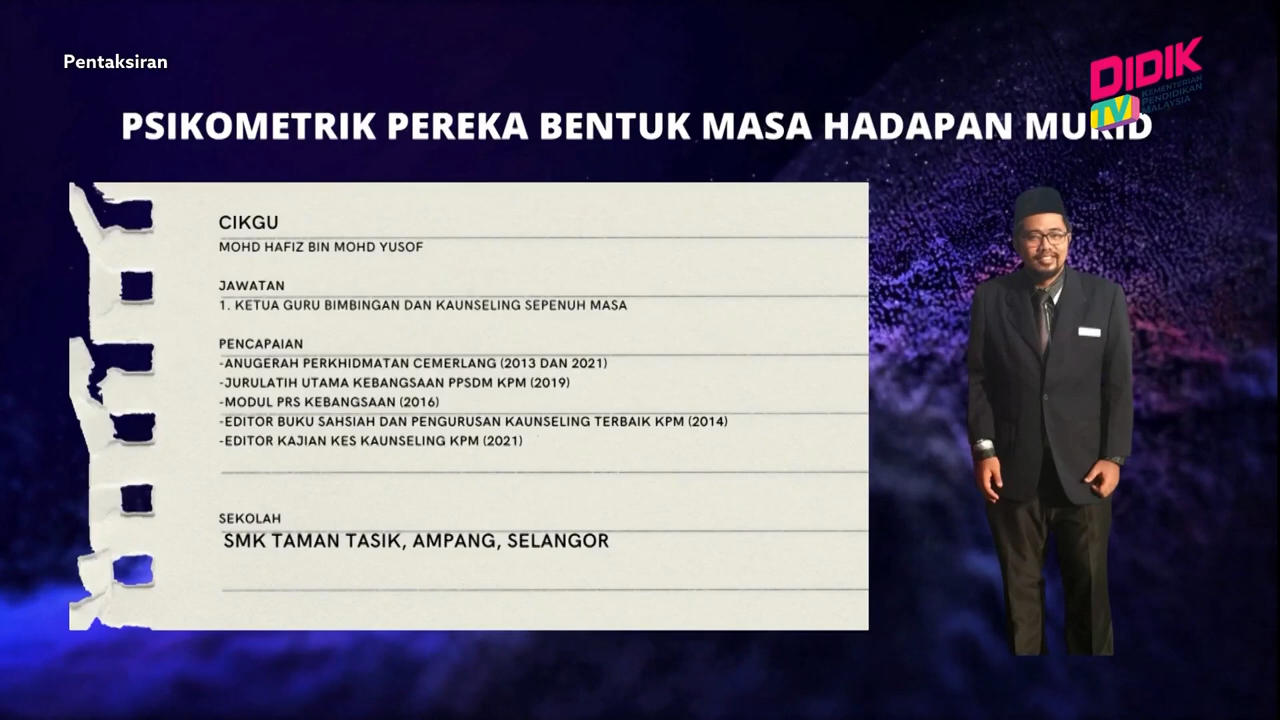 Pentaksiran
DIDIK
TV
KEMENTERIAN
PENDIDIKAN
MALAYSIA
PSIKOMETRIK PEREKA BENTUK MASA HADAPAN MURID
CIKGU
MOHD HAFIZ BIN MOHD YUSOF
JAWATAN
1. KETUA GURU BIMBINGAN DAN KAUNSELING SEPENUH MASA
PENCAPAIAN
-ANUGERAH PERKHIDMATAN CEMERLANG (2013 DAN 2021)
-JURULATIH UTAMA KEBANGSAAN PPSDM KPM (2019)
-MODUL PRS KEBANGSAAN (2016)
-EDITOR BUKU SAHSIAH DAN PENGURUSAN KAUNSELING TERBAIK KPM (2014)
-EDITOR KAJIAN KES KAUNSELING KPM (2021)
SEKOLAH
SMK TAMAN TASIK, AMPANG, SELANGOR